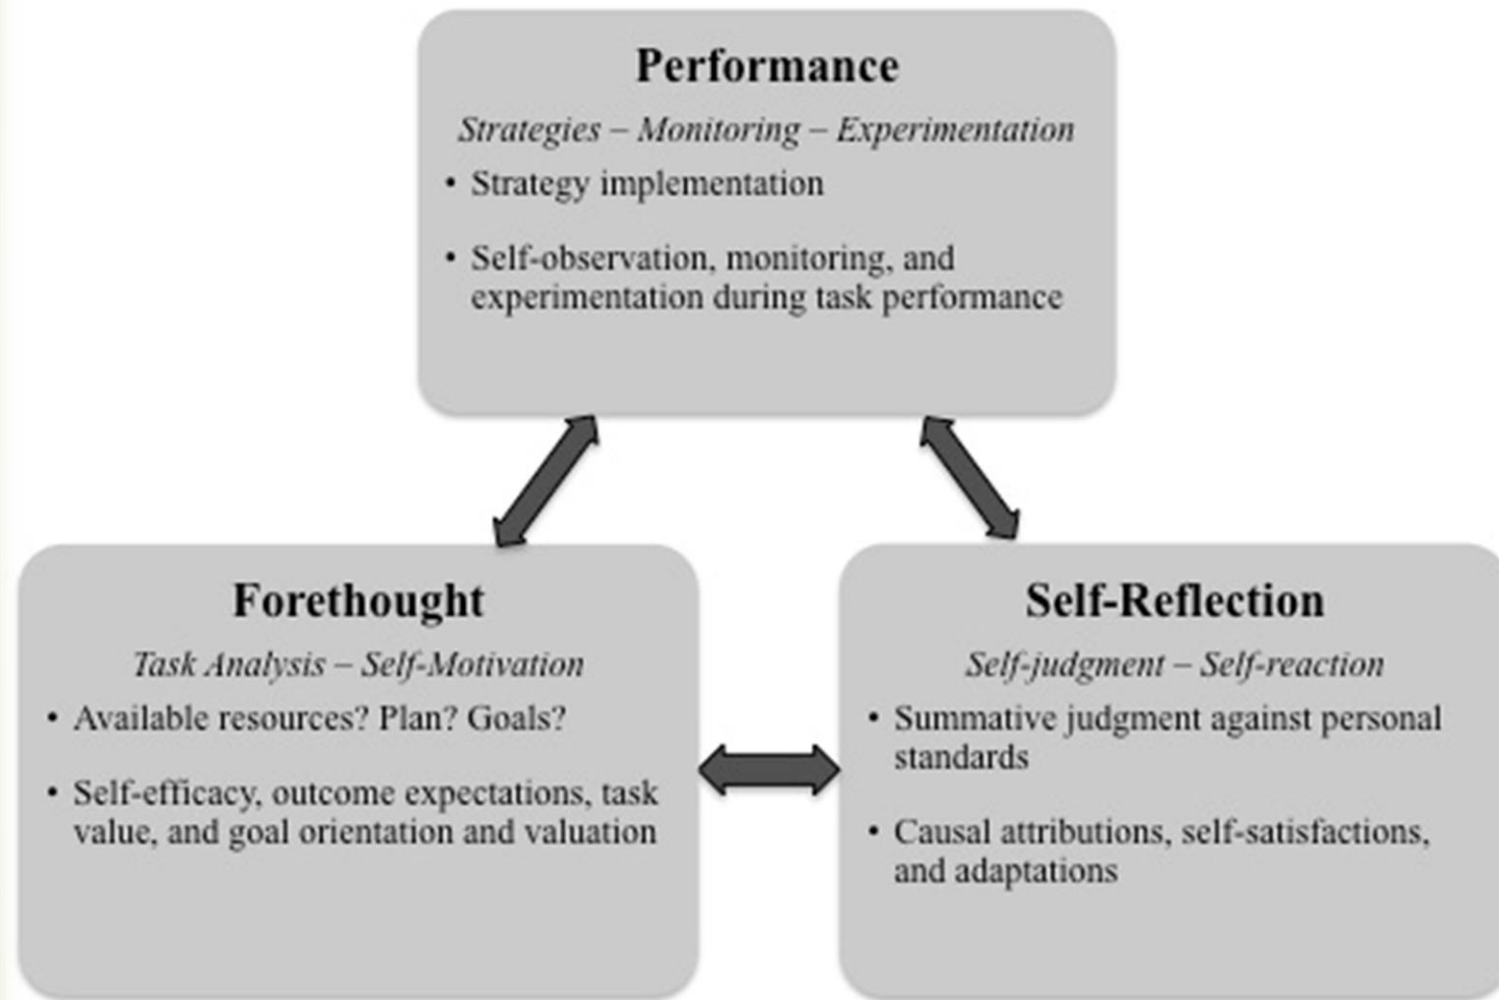 Performance
Strategies – Monitoring – Experimentation
• Strategy implementation
• Self-observation, monitoring, and
experimentation during task performance
Forethought
Task Analysis – Self-Motivation
• Available resources? Plan? Goals?
• Self-efficacy, outcome expectations, task
value, and goal orientation and valuation
Self-Reflection
Self-judgment – Self-reaction
• Summative judgment against personal
standards
• Causal attributions, self-satisfactions,
and adaptations